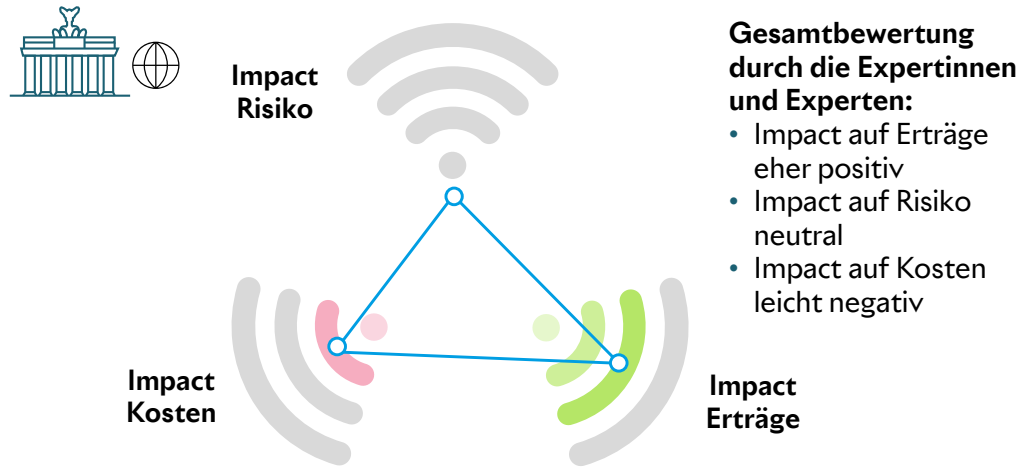 Impact
Risiko
Impact
Kosten
Impact
Erträge
Gesamtbewertung
durch die Expertinnen
und Experten:
• Impact auf Erträge
eher positiv
• Impact auf Risiko
neutral
• Impact auf Kosten
leicht negativ